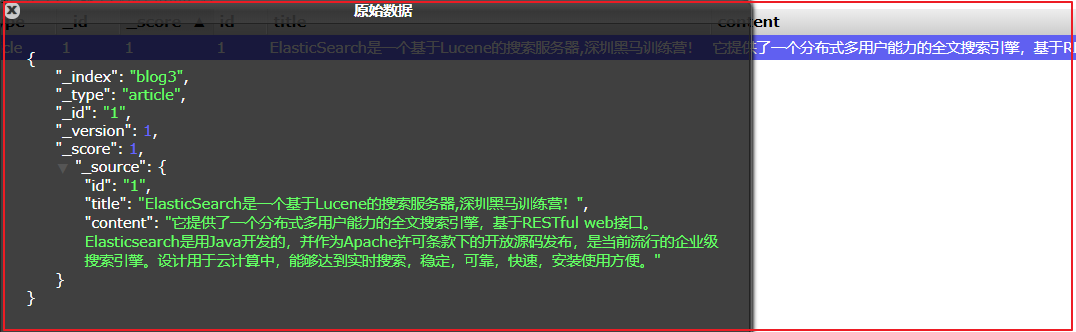 原始数据
pe _id _score ▲ id title content
cle 1 1 1 ElasticSearch是一个基于Lucene的搜索服务器,深圳黑马训练营！ 它提供了一个分布式多用户能力的全文搜索引擎，基于RE
{
"_index": "blog3",
"_type": "article",
"_id": "1",
"_version": 1,
"_score": 1,
▼ "_source": {
"id": "1",
"title": "ElasticSearch是一个基于Lucene的搜索服务器,深圳黑马训练营！",
"content": "它提供了一个分布式多用户能力的全文搜索引擎，基于RESTful web接口。
Elasticsearch是用Java开发的，并作为Apache许可条款下的开放源码发布，是当前流行的企业级
搜索引擎。设计用于云计算中，能够达到实时搜索，稳定，可靠，快速，安装使用方便。"
}
}